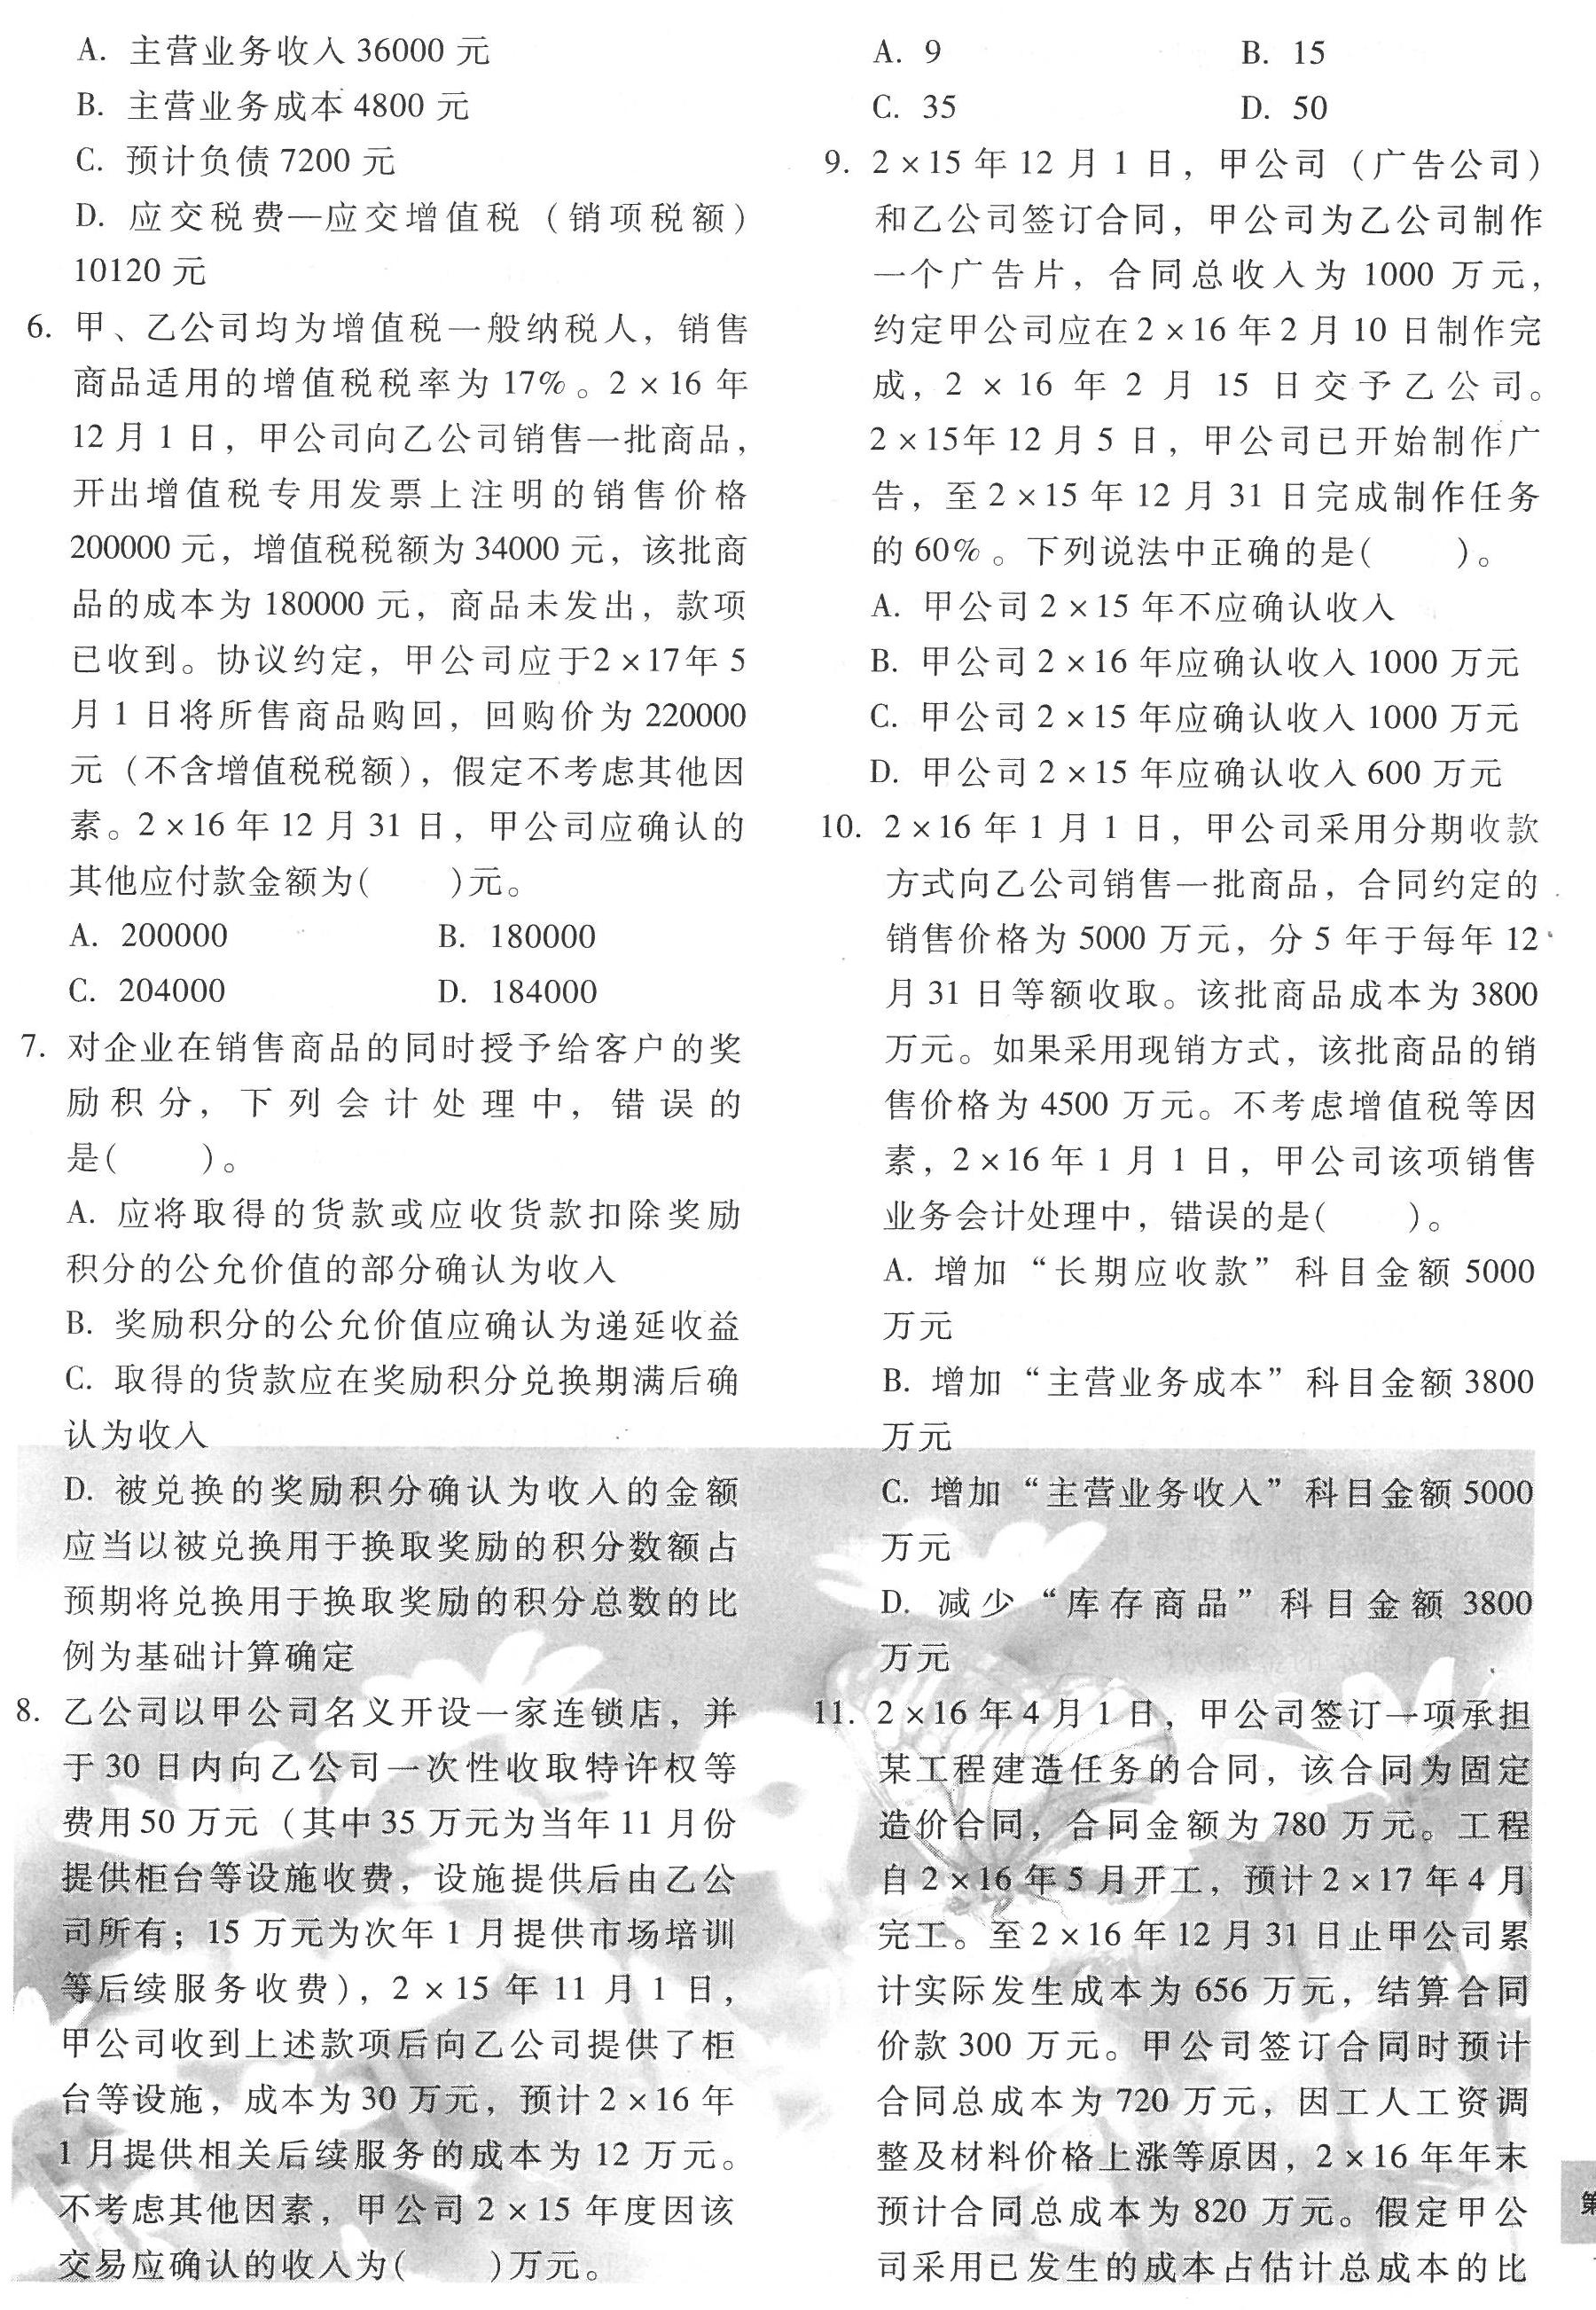 A. 主营业务收入 36000 元
B. 主营业务成本 4800 元
C. 预计负债 7200 元
D. 应交税费—应交增值税（销项税额）
10120 元
6. 甲、乙公司均为增值税一般纳税人，销售
商品适用的增值税税率为 17%。2×16 年
12 月 1 日，甲公司向乙公司销售一批商品，
开出增值税专用发票上注明的销售价格
200000 元，增值税税额为 34000 元，该批商
品的成本为 180000 元，商品未发出，款项
已收到。协议约定，甲公司应于2×17年 5
月 1 日将所售商品购回，回购价为 220000
元（不含增值税税额），假定不考虑其他因
素。2×16 年 12 月 31 日，甲公司应确认的
其他应付款金额为(　　)元。
A. 200000　　B. 180000
C. 204000　　D. 184000
7. 对企业在销售商品的同时授予给客户的奖
励积分，下列会计处理中，错误的
是(　　)。
A. 应将取得的货款或应收货款扣除奖励
积分的公允价值的部分确认为收入
B. 奖励积分的公允价值应确认为递延收益
C. 取得的货款应在奖励积分兑换期满后确
认为收入
D. 被兑换的奖励积分确认为收入的金额
应当以被兑换用于换取奖励的积分数额占
预期将兑换用于换取奖励的积分总数的比
例为基础计算确定
8. 乙公司以甲公司名义开设一家连锁店，并
于 30 日内向乙公司一次性收取特许权等
费用 50 万元（其中 35 万元为当年 11 月份
提供柜台等设施收费，设施提供后由乙公
司所有；15 万元为次年 1 月提供市场培训
等后续服务收费），2×15 年 11 月 1 日，
甲公司收到上述款项后向乙公司提供了柜
台等设施，成本为 30 万元，预计 2×16 年
1 月提供相关后续服务的成本为 12 万元。
不考虑其他因素，甲公司 2×15 年度因该
交易应确认的收入为(　　)万元。
A. 9　　B. 15
C. 35　　D. 50
9. 2×15 年 12 月 1 日，甲公司（广告公司）
和乙公司签订合同，甲公司为乙公司制作
一个广告片，合同总收入为 1000 万元，
约定甲公司应在 2×16 年 2 月 10 日制作完
成，2×16 年 2 月 15 日交予乙公司。
2×15年 12 月 5 日，甲公司已开始制作广
告，至 2×15 年 12 月 31 日完成制作任务
的 60%。下列说法中正确的是(　　)。
A. 甲公司 2×15 年不应确认收入
B. 甲公司 2×16 年应确认收入 1000 万元
C. 甲公司 2×15 年应确认收入 1000 万元
D. 甲公司 2×15 年应确认收入 600 万元
10. 2×16 年 1 月 1 日，甲公司采用分期收款
方式向乙公司销售一批商品，合同约定的
销售价格为 5000 万元，分 5 年于每年 12
月 31 日等额收取。该批商品成本为 3800
万元。如果采用现销方式，该批商品的销
售价格为 4500 万元。不考虑增值税等因
素，2×16 年 1 月 1 日，甲公司该项销售
业务会计处理中，错误的是(　　)。
A. 增加“长期应收款”科目金额 5000
万元
B. 增加“主营业务成本”科目金额 3800
万元
C. 增加“主营业务收入”科目金额 5000
万元
D. 减少“库存商品”科目金额 3800
万元
11. 2×16 年 4 月 1 日，甲公司签订一项承担
某工程建造任务的合同，该合同为固定
造价合同，合同金额为 780 万元。工程
自 2×16 年 5 月开工，预计 2×17 年 4 月
完工。至 2×16 年 12 月 31 日止甲公司累
计实际发生成本为 656 万元，结算合同
价款 300 万元。甲公司签订合同时预计
合同总成本为 720 万元，因工人工资调
整及材料价格上涨等原因，2×16 年年末
预计合同总成本为 820 万元。假定甲公
司采用已发生的成本占估计总成本的比